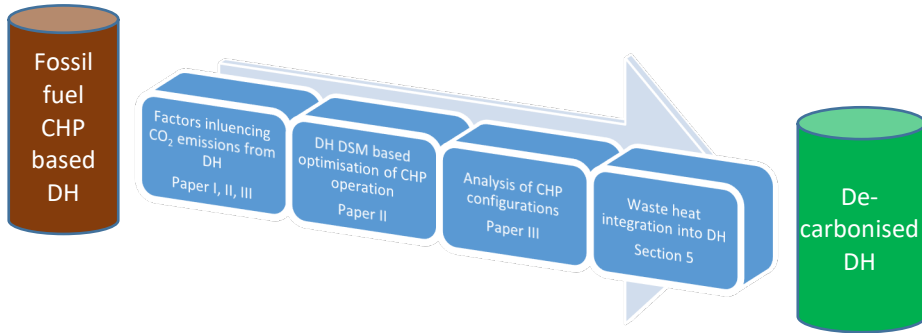 Fossil
fuel
CHP
based
DH
Factors inluencing
CO₂ emissions from
DH
Paper I, II, III
DH DSM based
optimisation of CHP
operation
Paper II
Analysis of CHP
configurations
Paper III
Waste heat
integration into DH
Section 5
De-
carbonised
DH